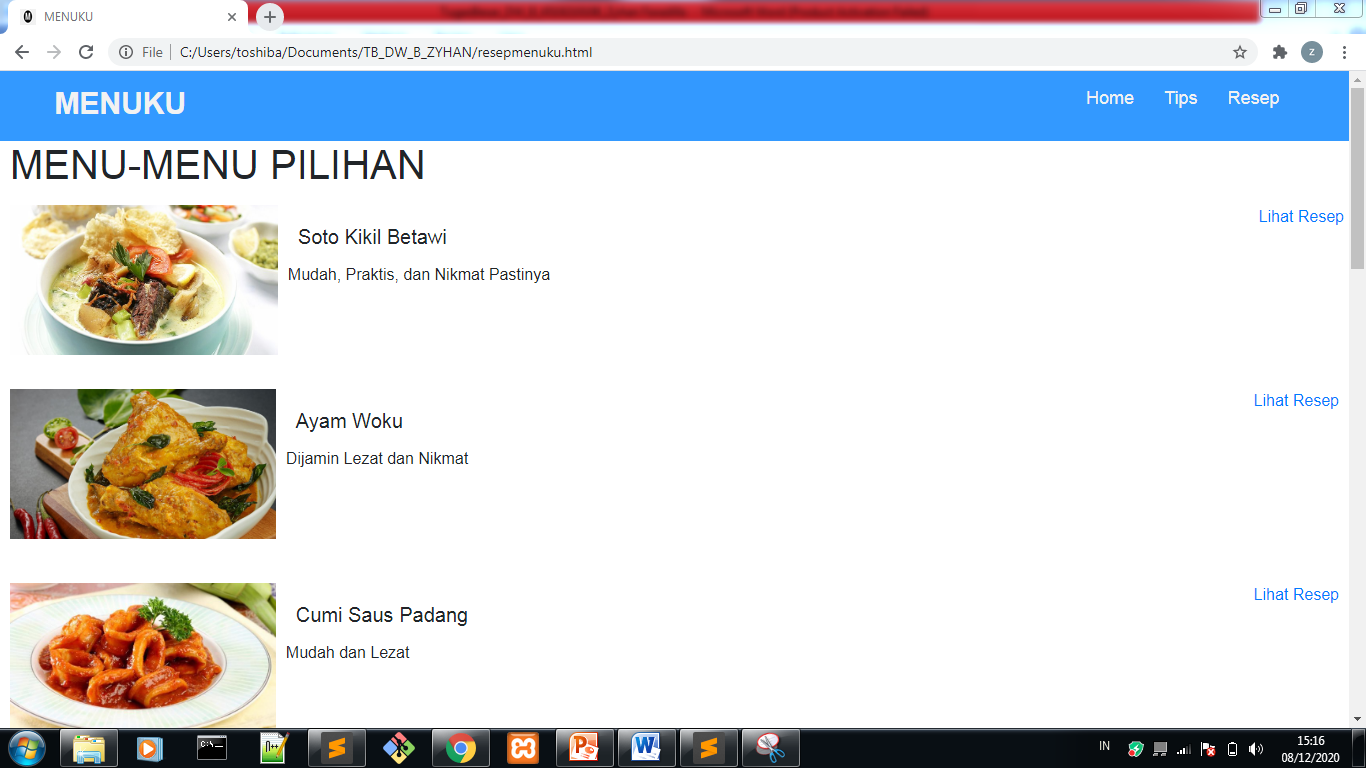 MENUKU
File
C:/Users/toshiba/Documents/TB_DW_B_ZYHAN/resepmenuku.html
z
MENUKU
Home
Tips
Resep
MENU-MENU PILIHAN
Soto Kikil Betawi
Lihat Resep
Mudah, Praktis, dan Nikmat Pastinya
Ayam Woku
Lihat Resep
Dijamin Lezat dan Nikmat
Cumi Saus Padang
Lihat Resep
Mudah dan Lezat
IN
15:16
08/12/2020